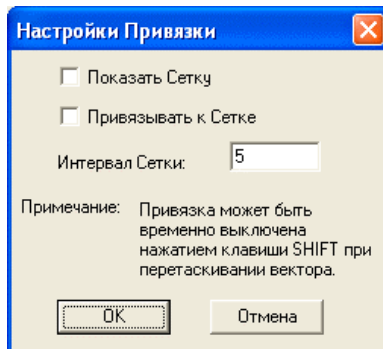 Настройки Привязки
Показать Сетку
Привязывать к Сетке
Интервал Сетки: 5
Примечание: Привязка может быть
временно выключена
нажатием клавиши SHIFT при
перетаскивании вектора.
OK Отмена